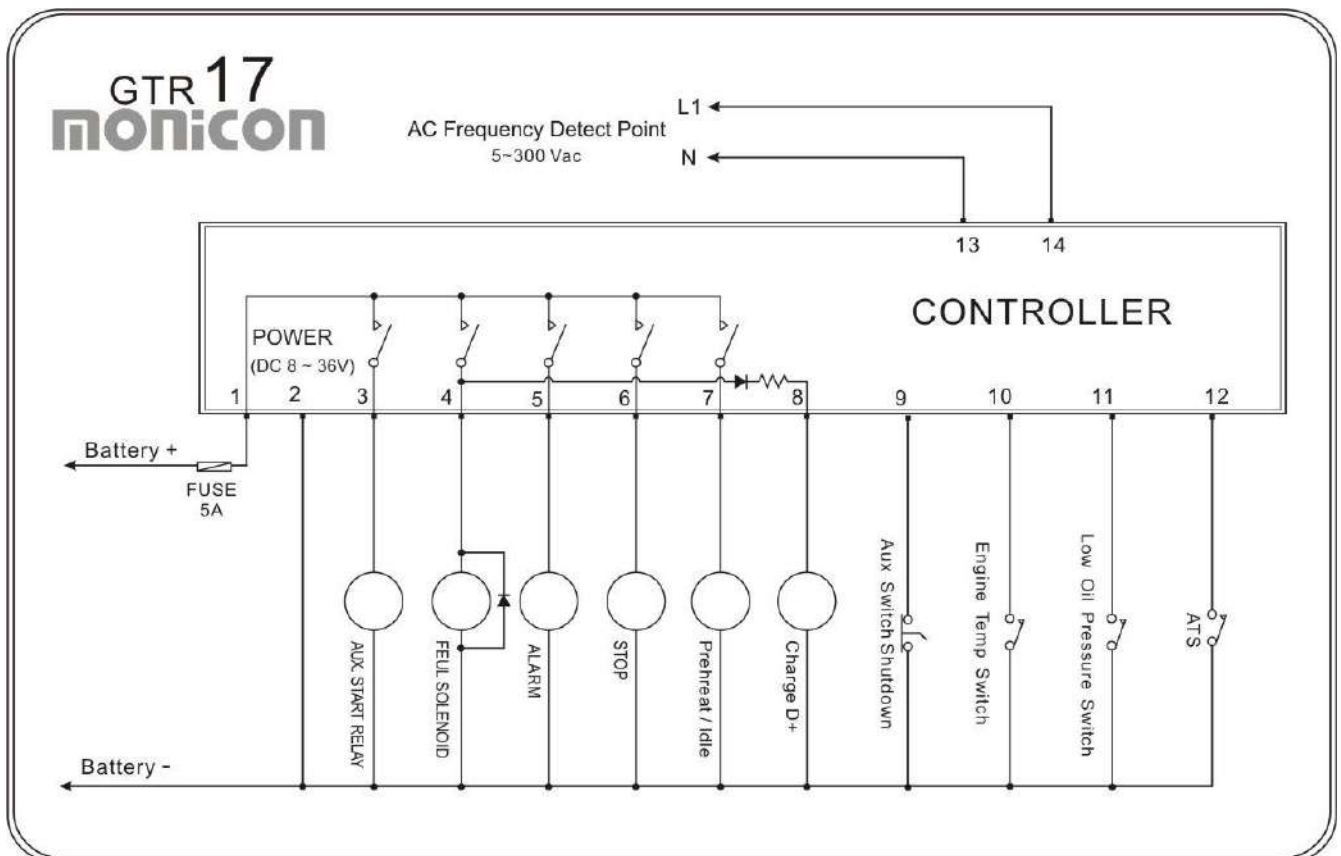 GTR 17
monicon
AC Frequency Detect Point
5~300 Vac
L1
N
13
14
CONTROLLER
POWER
(DC 8 ~ 36V)
1
2
3
4
5
6
7
8
9
10
11
12
Battery +
FUSE
5A
AUX. START RELAY
FEUL SOLENOID
ALARM
STOP
Prehreat / Idle
Charge D+
Aux Switch Shutdown
Engine Temp Switch
Low Oil Pressure Switch
ATS
Battery -